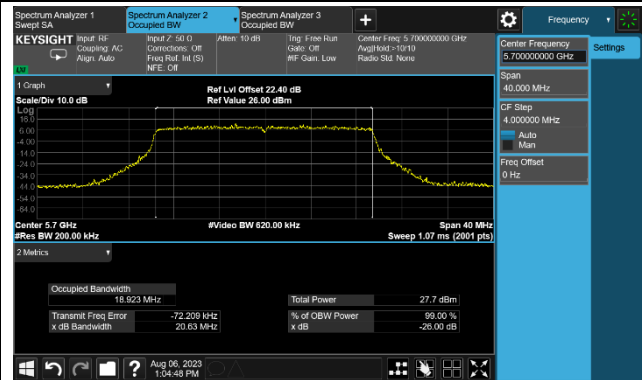 Spectrum Analyzer 1
Swept SA
Spectrum Analyzer 2
Occupied BW
Spectrum Analyzer 3
Occupied BW
Frequency
KEYSIGHT
Input: RF
Coupling: AC
Align: Auto
Input Z: 50 Ω
Corrections: Off
Freq Ref: Int (S)
NFE: Off
Atten: 10 dB
Trig: Free Run
Gate: Off
#IF Gain: Low
Center Freq: 5.700000000 GHz
Avg|Hold:>10/10
Radio Std: None
Center Frequency
5.700000000 GHz
Settings
Span
40.000 MHz
CF Step
4.000000 MHz
Auto
Man
Freq Offset
0 Hz
1 Graph
Scale/Div 10.0 dB
Ref Lvl Offset 22.40 dB
Ref Value 26.00 dBm
Log
16.0
6.00
-4.00
-14.0
-24.0
-34.0
-44.0
-54.0
-64.0
Center 5.7 GHz
#Res BW 200.00 kHz
#Video BW 620.00 kHz
Span 40 MHz
Sweep 1.07 ms (2001 pts)
2 Metrics
Occupied Bandwidth
18.923 MHz
Transmit Freq Error -72.209 kHz
x dB Bandwidth 20.63 MHz
Total Power 27.7 dBm
% of OBW Power 99.00 %
x dB -26.00 dB
Aug 06, 2023
1:04:48 PM